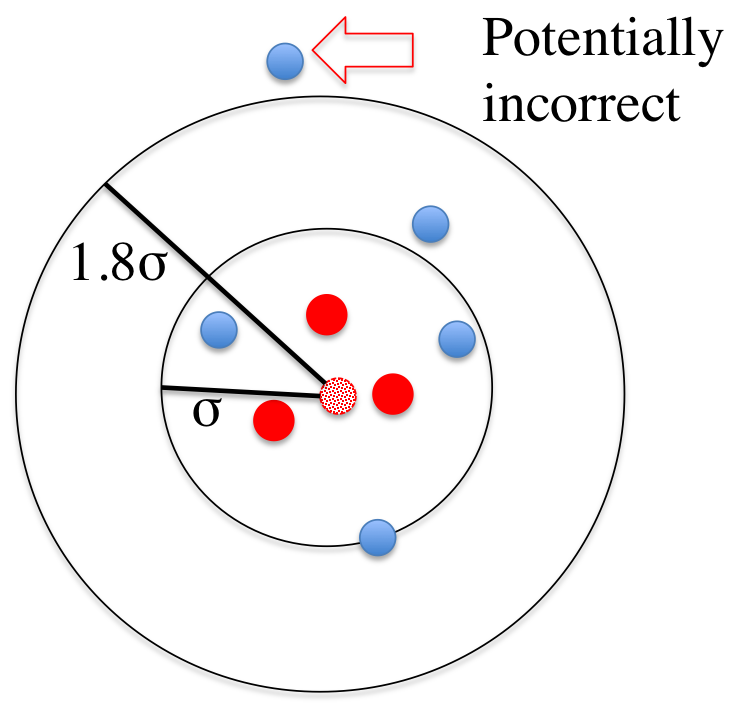 Potentially
incorrect
1.8σ
σ